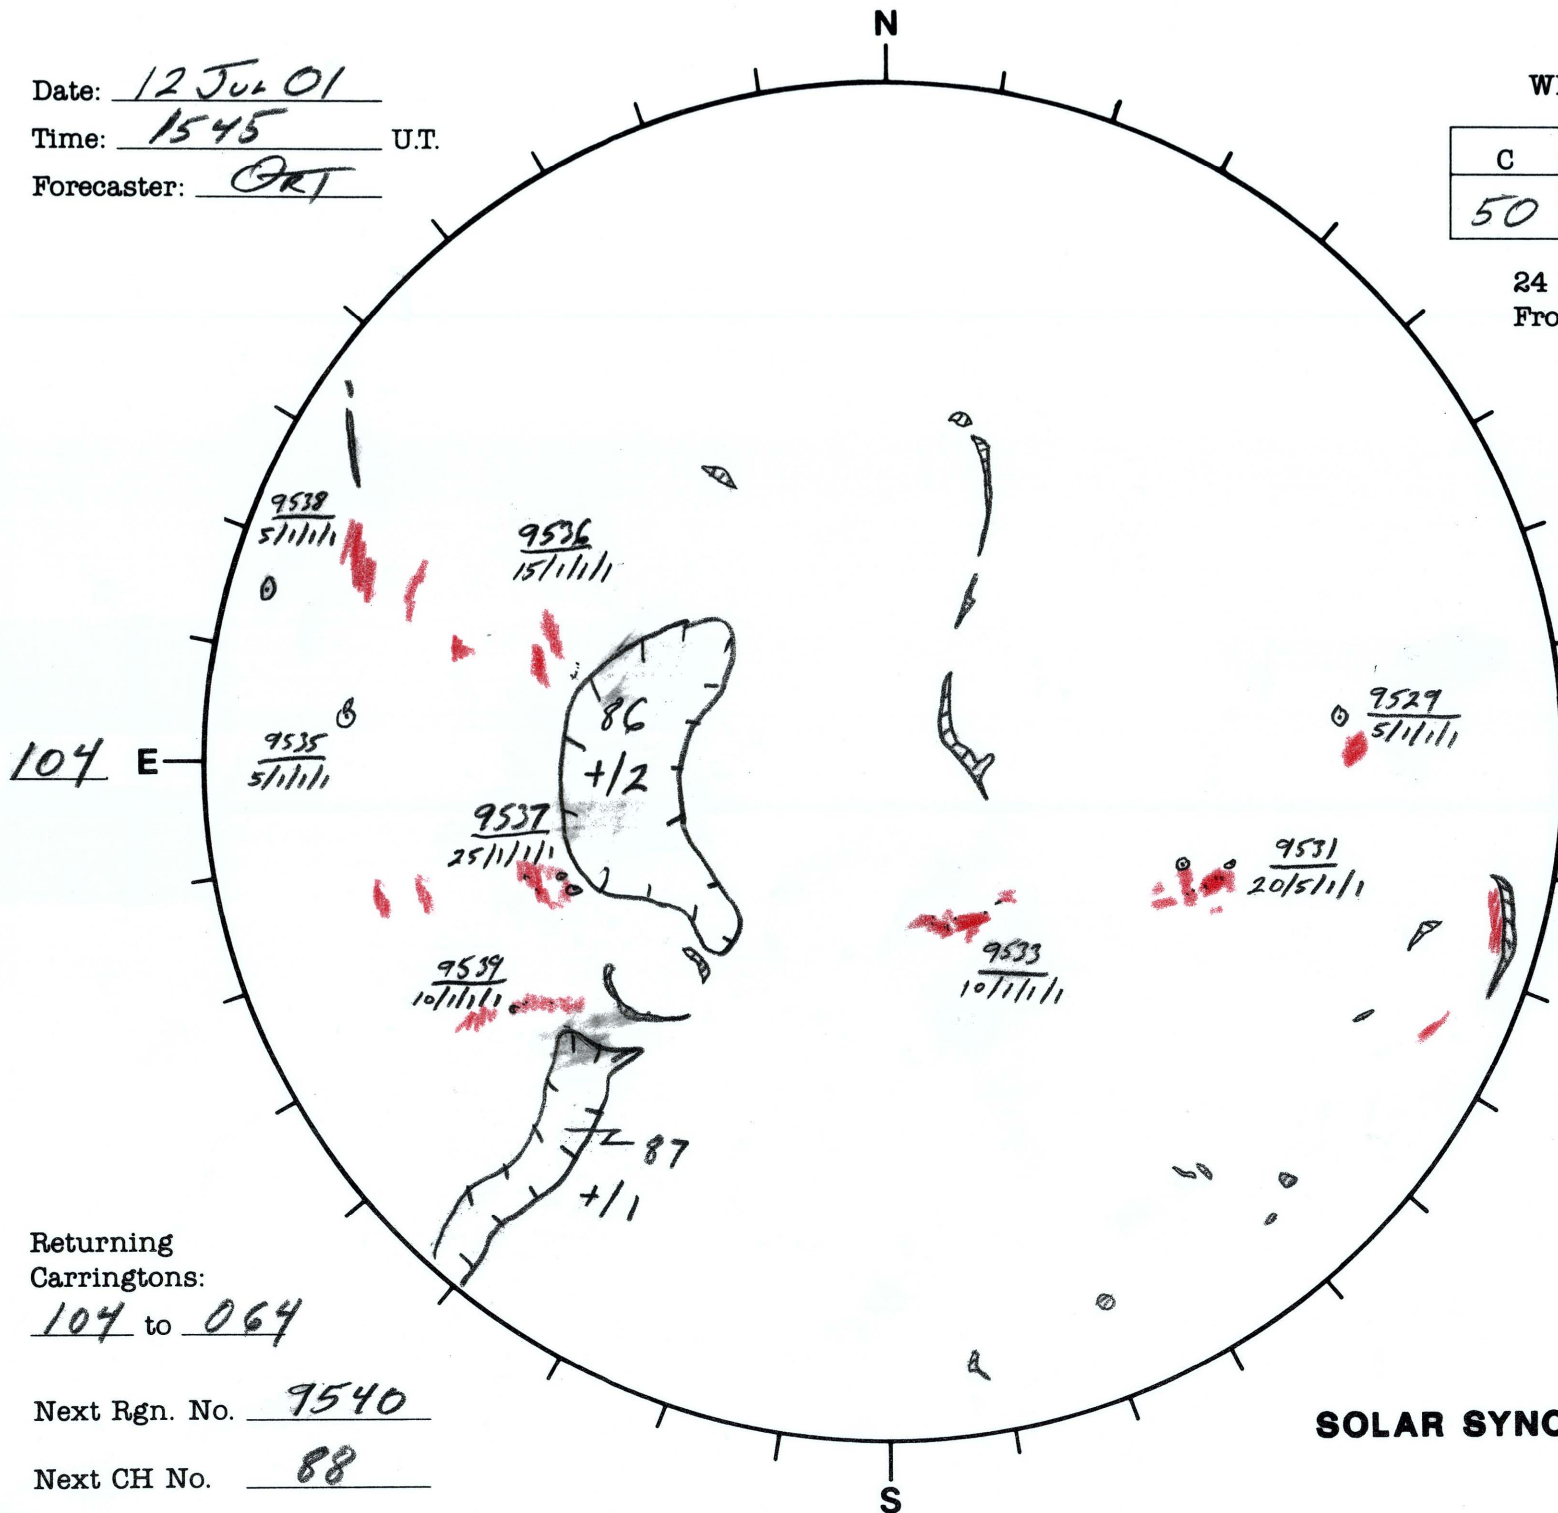 N
Date: 12 Jul 01
Time: 1545 U.T.
Forecaster: ORT
C
50
24
9538
5/1/1/1
9536
15/1/1/1
86
+/2
9529
5/1/1/1
104 E
9535
5/1/1/1
9537
25/1/1/1
9531
20/5/1/1
9533
10/1/1/1
9539
10/1/1/1
87
+/1
Returning
Carringtons:
104 to 064
Next Rgn. No. 9540
Next CH No. 88
SOLAR SYNO
S